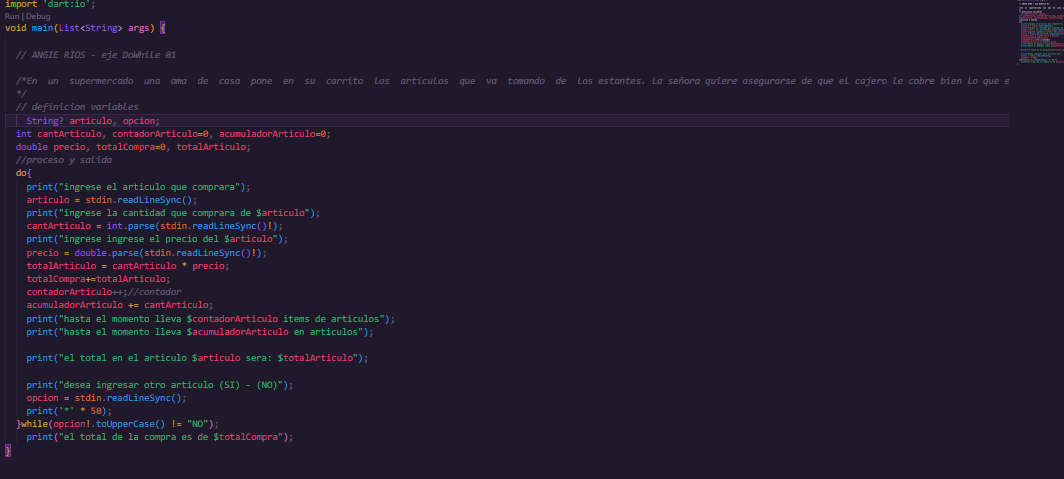 import 'dart:io';
Run | Debug
void main(List<String> args) {
// ANGIE RIOS - eje DoWhile 01
/*En un supermercado una ama de casa pone en su carrito los articulos que va tomando de los estantes. La señora quiere asegurarse de que el cajero le cobre bien lo que e
*/
// definicion variables
String? articulo, opcion;
int cantArticulo, contadorArticulo=0, acumuladorArticulo=0;
double precio, totalCompra=0, totalArticulo;
//proceso y salida
do{
print("ingrese el articulo que comprara");
articulo = stdin.readLineSync();
print("ingrese la cantidad que comprara de $articulo");
cantArticulo = int.parse(stdin.readLineSync()!);
print("ingrese ingrese el precio del $articulo");
precio = double.parse(stdin.readLineSync()!);
totalArticulo = cantArticulo * precio;
totalCompra+=totalArticulo;
contadorArticulo++;//contador
acumuladorArticulo += cantArticulo;
print("hasta el momento lleva $contadorArticulo items de articulos");
print("hasta el momento lleva $acumuladorArticulo en articulos");
print("el total en el articulo $articulo sera: $totalArticulo");
print("desea ingresar otro articulo (SI) - (NO)");
opcion = stdin.readLineSync();
print('*' * 50);
}while(opcion!.toUpperCase() != "NO");
print("el total de la compra es de $totalCompra");
}